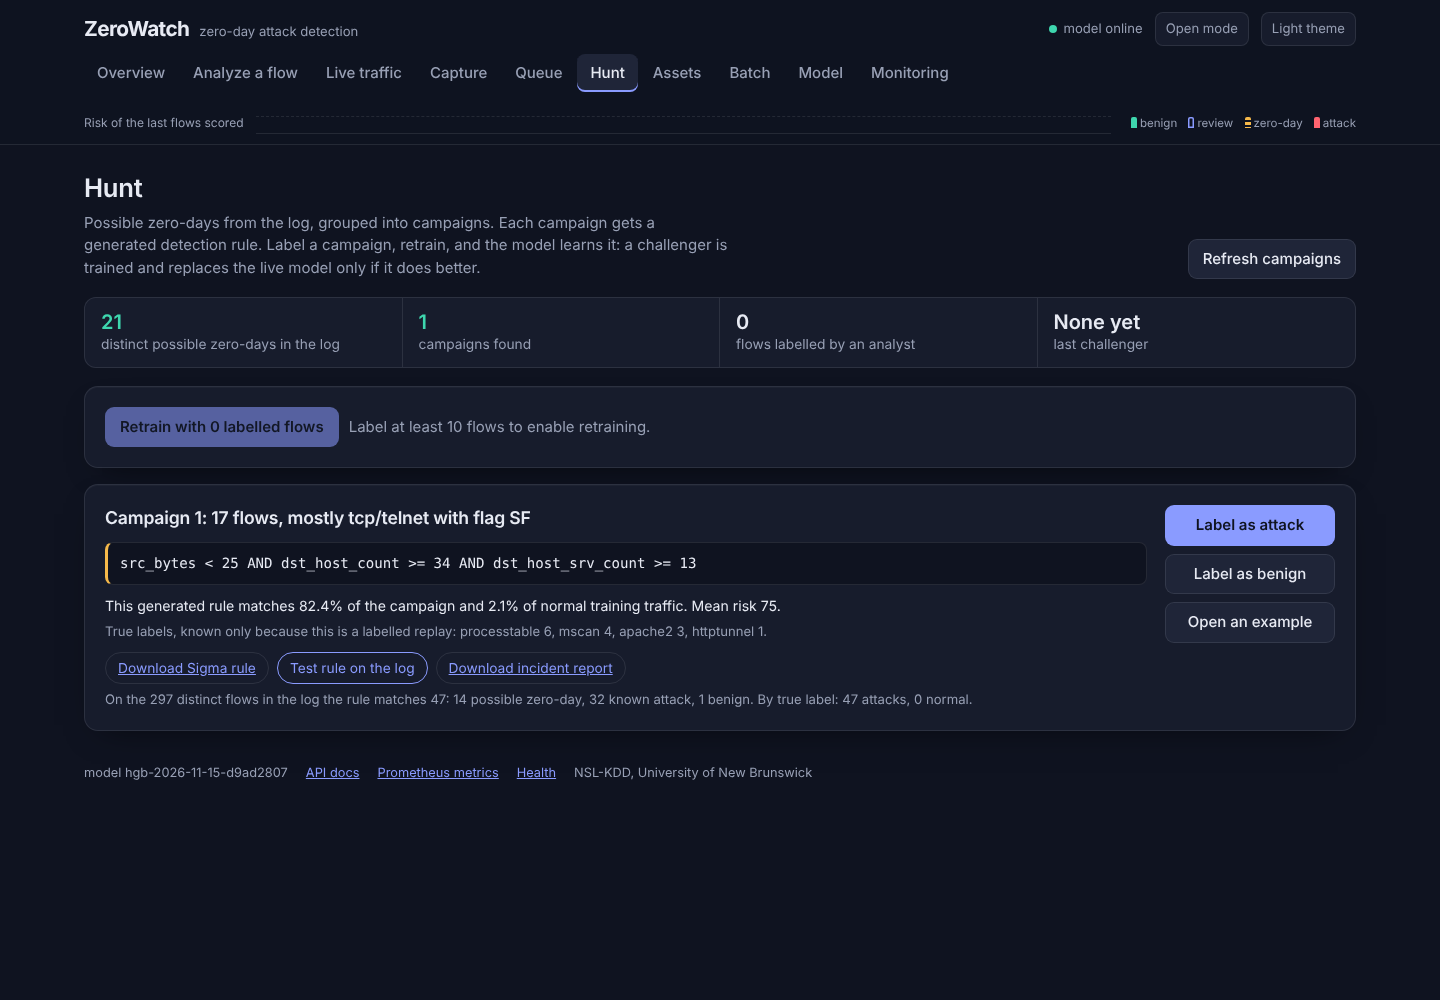 ZeroWatch zero-day attack detection
model online
Open mode
Light theme
Overview
Analyze a flow
Live traffic
Capture
Queue
Hunt
Assets
Batch
Model
Monitoring
Risk of the last flows scored
benign
review
zero-day
attack
Hunt
Possible zero-days from the log, grouped into campaigns. Each campaign gets a
generated detection rule. Label a campaign, retrain, and the model learns it: a challenger is
trained and replaces the live model only if it does better.
Refresh campaigns
21
distinct possible zero-days in the log
1
campaigns found
0
flows labelled by an analyst
None yet
last challenger
Retrain with 0 labelled flows
Label at least 10 flows to enable retraining.
Campaign 1: 17 flows, mostly tcp/telnet with flag SF
src_bytes < 25 AND dst_host_count >= 34 AND dst_host_srv_count >= 13
This generated rule matches 82.4% of the campaign and 2.1% of normal training traffic. Mean risk 75.
True labels, known only because this is a labelled replay: processtable 6, mscan 4, apache2 3, httptunnel 1.
Download Sigma rule
Test rule on the log
Download incident report
On the 297 distinct flows in the log the rule matches 47: 14 possible zero-day, 32 known attack, 1 benign. By true label: 47 attacks, 0 normal.
Label as attack
Label as benign
Open an example
model hgb-2026-11-15-d9ad2807
API docs
Prometheus metrics
Health
NSL-KDD, University of New Brunswick